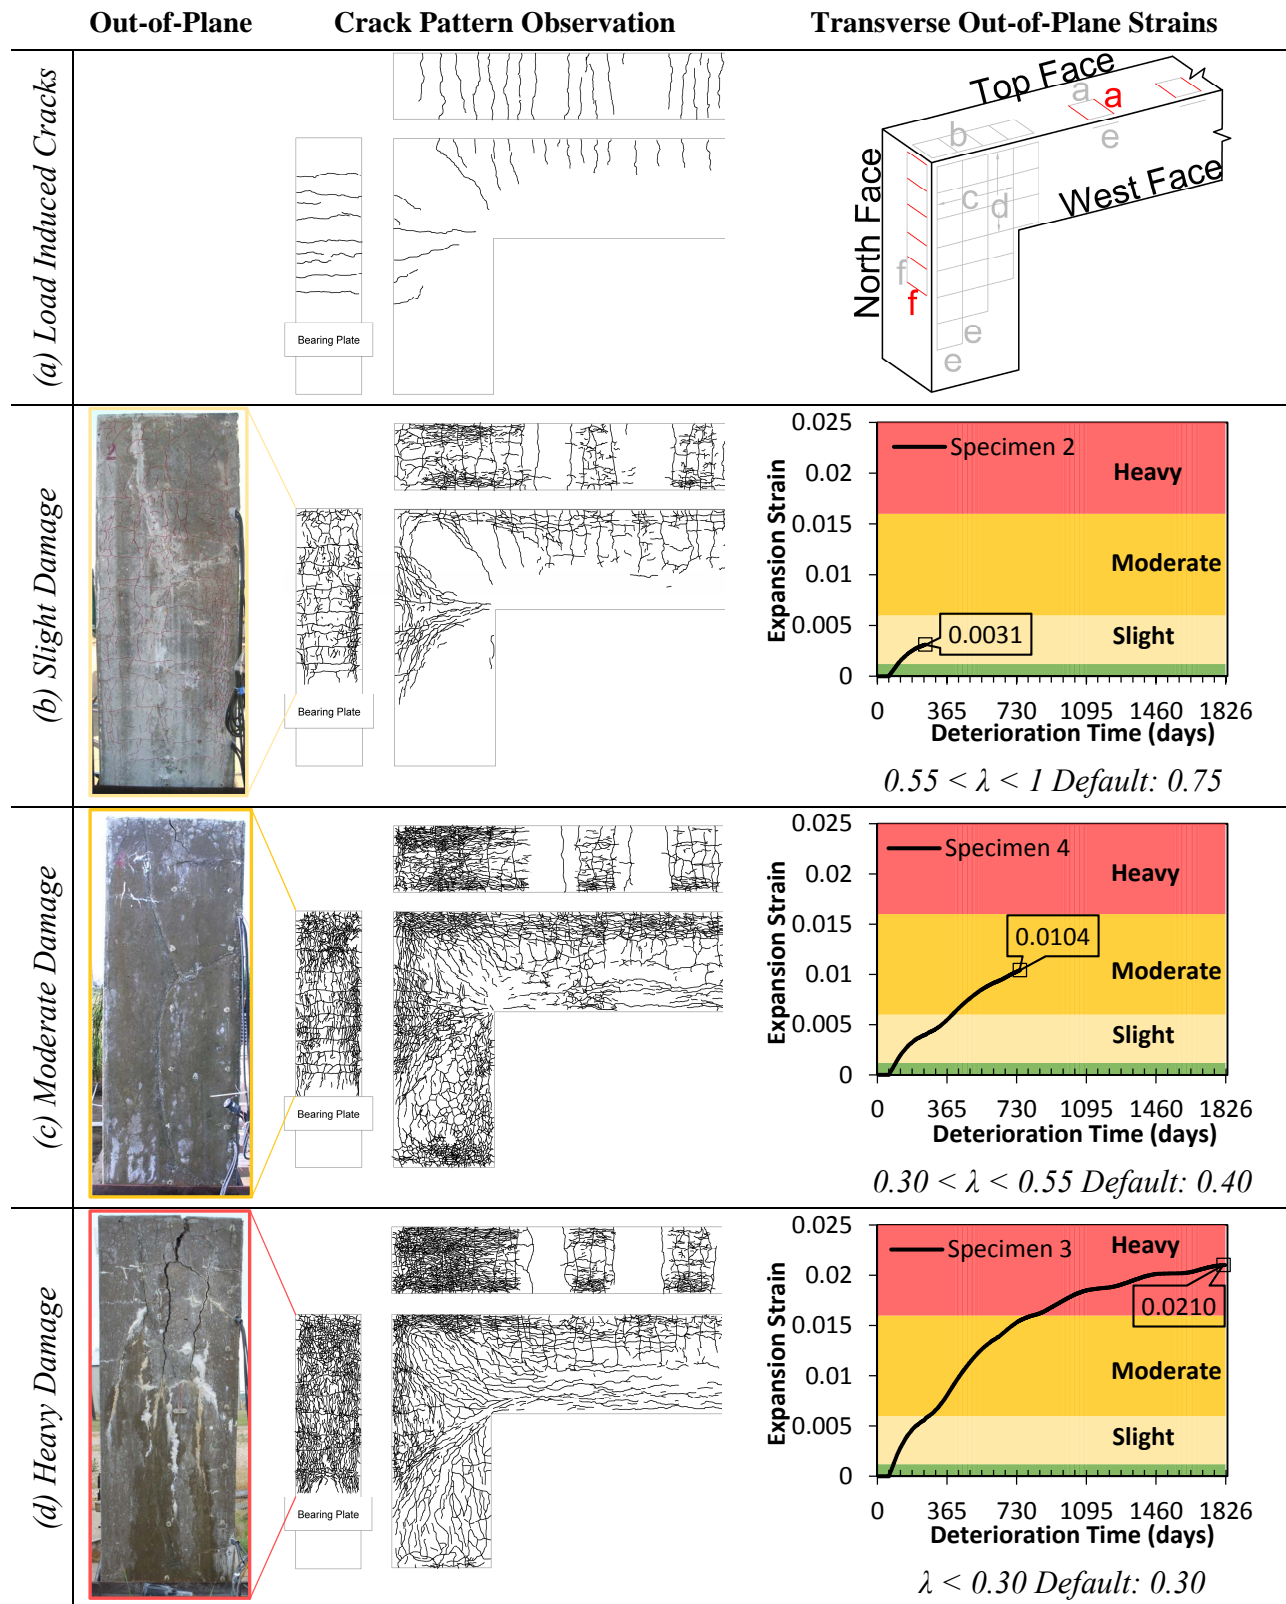 Out-of-Plane Crack Pattern Observation Transverse Out-of-Plane Strains
(a) Load Induced Cracks
Bearing Plate
Top Face
North Face
West Face
a
a
b
c
d
e
e
e
f
f
(b) Slight Damage
2
Bearing Plate
Expansion Strain
0.025
0.02
0.015
0.01
0.005
0
Specimen 2
Heavy
Moderate
Slight
0.0031
0 365 730 1095 1460 1826
Deterioration Time (days)
0.55 < λ < 1 Default: 0.75
(c) Moderate Damage
Bearing Plate
Expansion Strain
0.025
0.02
0.015
0.01
0.005
0
Specimen 4
Heavy
0.0104
Moderate
Slight
0 365 730 1095 1460 1826
Deterioration Time (days)
0.30 < λ < 0.55 Default: 0.40
(d) Heavy Damage
Bearing Plate
Expansion Strain
0.025
0.02
0.015
0.01
0.005
0
Specimen 3
Heavy
0.0210
Moderate
Slight
0 365 730 1095 1460 1826
Deterioration Time (days)
λ < 0.30 Default: 0.30